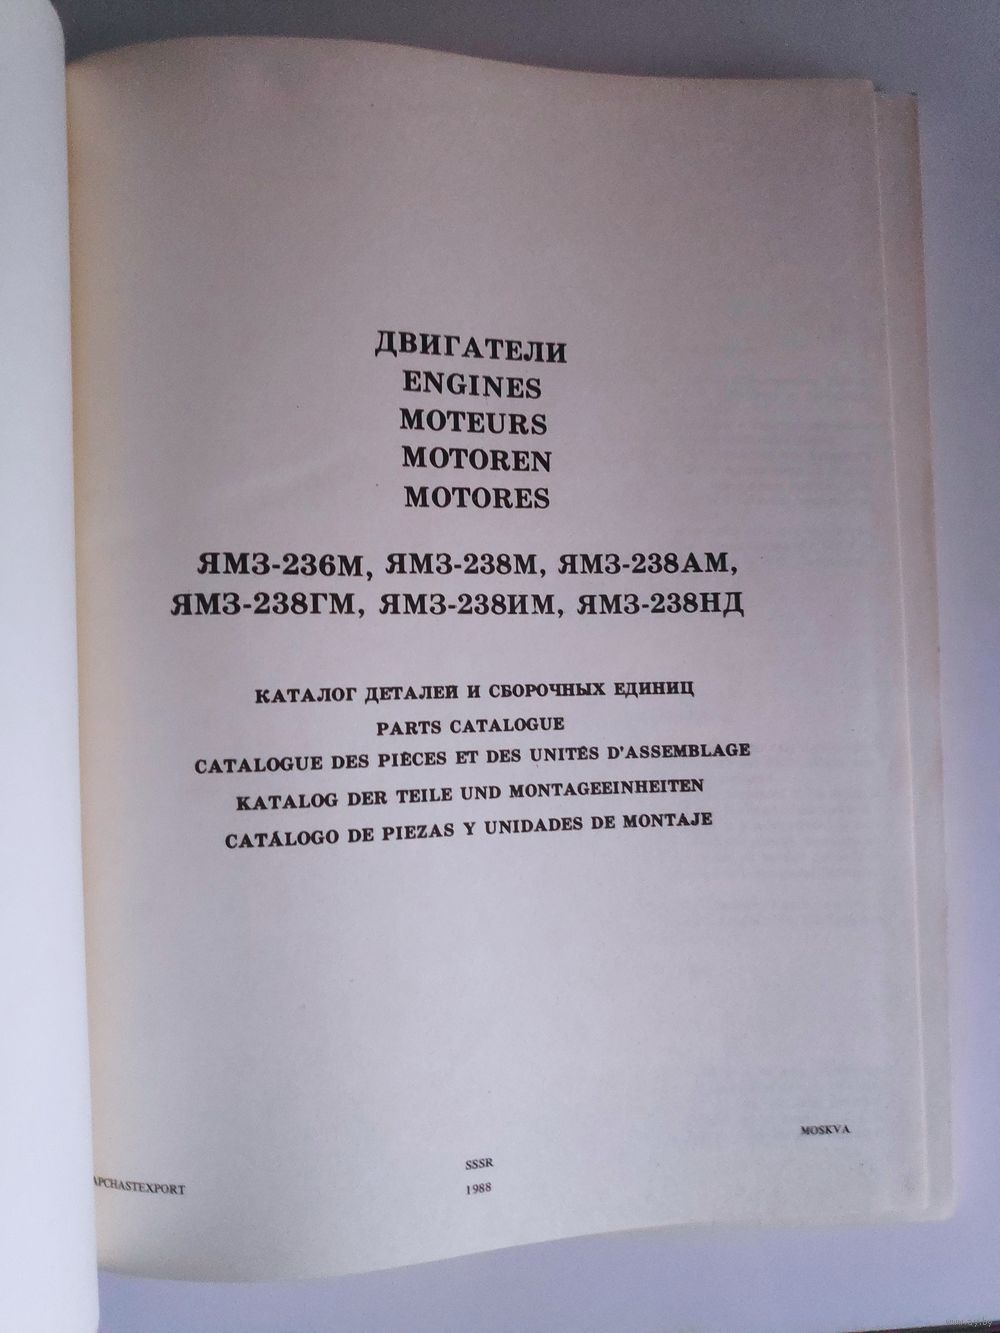 ДВИГАТЕЛИ
ENGINES
MOTEURS
MOTOREN
MOTORES
ЯМЗ-236М, ЯМЗ-238М, ЯМЗ-238АМ,
ЯМЗ-238ГМ, ЯМЗ-238ИМ, ЯМЗ-238НД
КАТАЛОГ ДЕТАЛЕЙ И СБОРОЧНЫХ ЕДИНИЦ
PARTS CATALOGUE
CATALOGUE DES PIÈCES ET DES UNITÉS D'ASSEMBLAGE
KATALOG DER TEILE UND MONTAGEEINHEITEN
CATÁLOGO DE PIEZAS Y UNIDADES DE MONTAJE
MOSKVA
SSSR
APCHASTEXPORT
1988